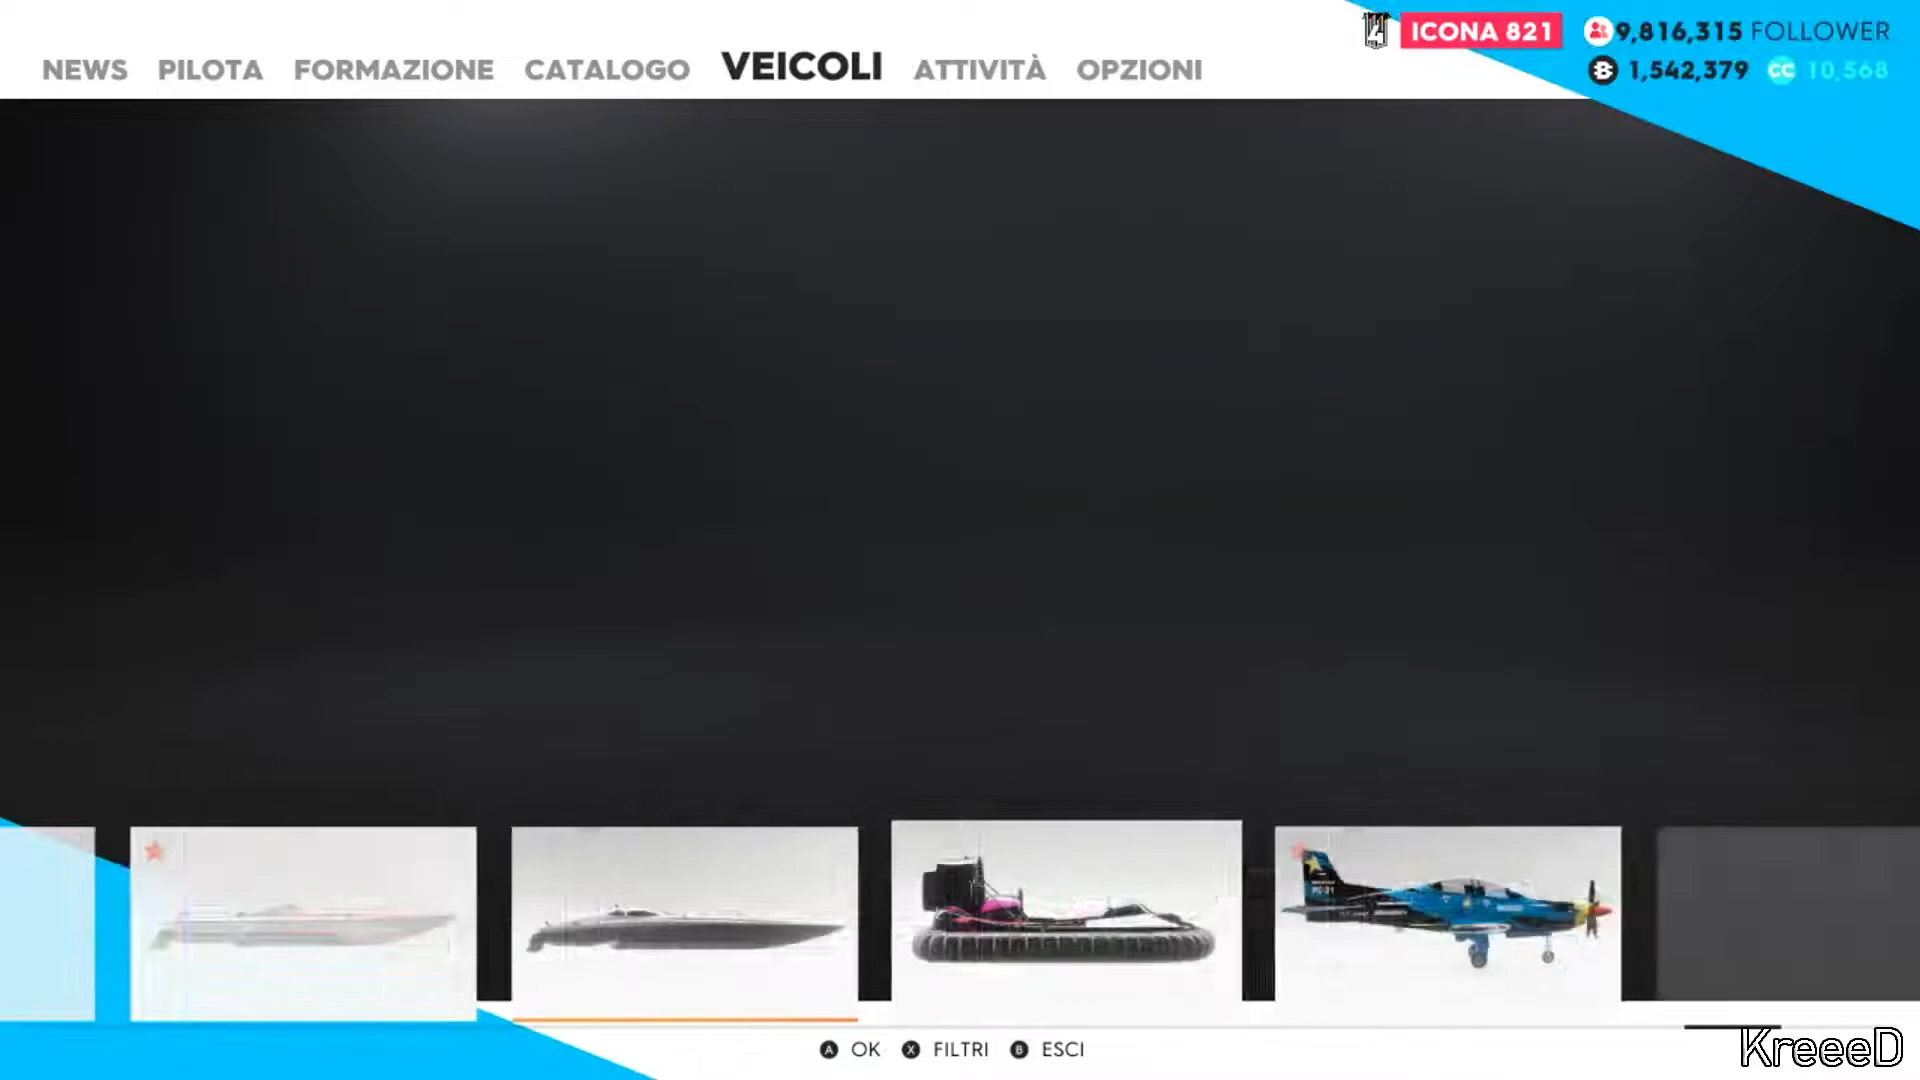 ICONA 821
9,816,315 FOLLOWER
NEWS PILOTA FORMAZIONE CATALOGO VEICOLI ATTIVITÀ OPZIONI
1,542,379 CC 10,568
A OK X FILTRI B ESCI
KreeeD